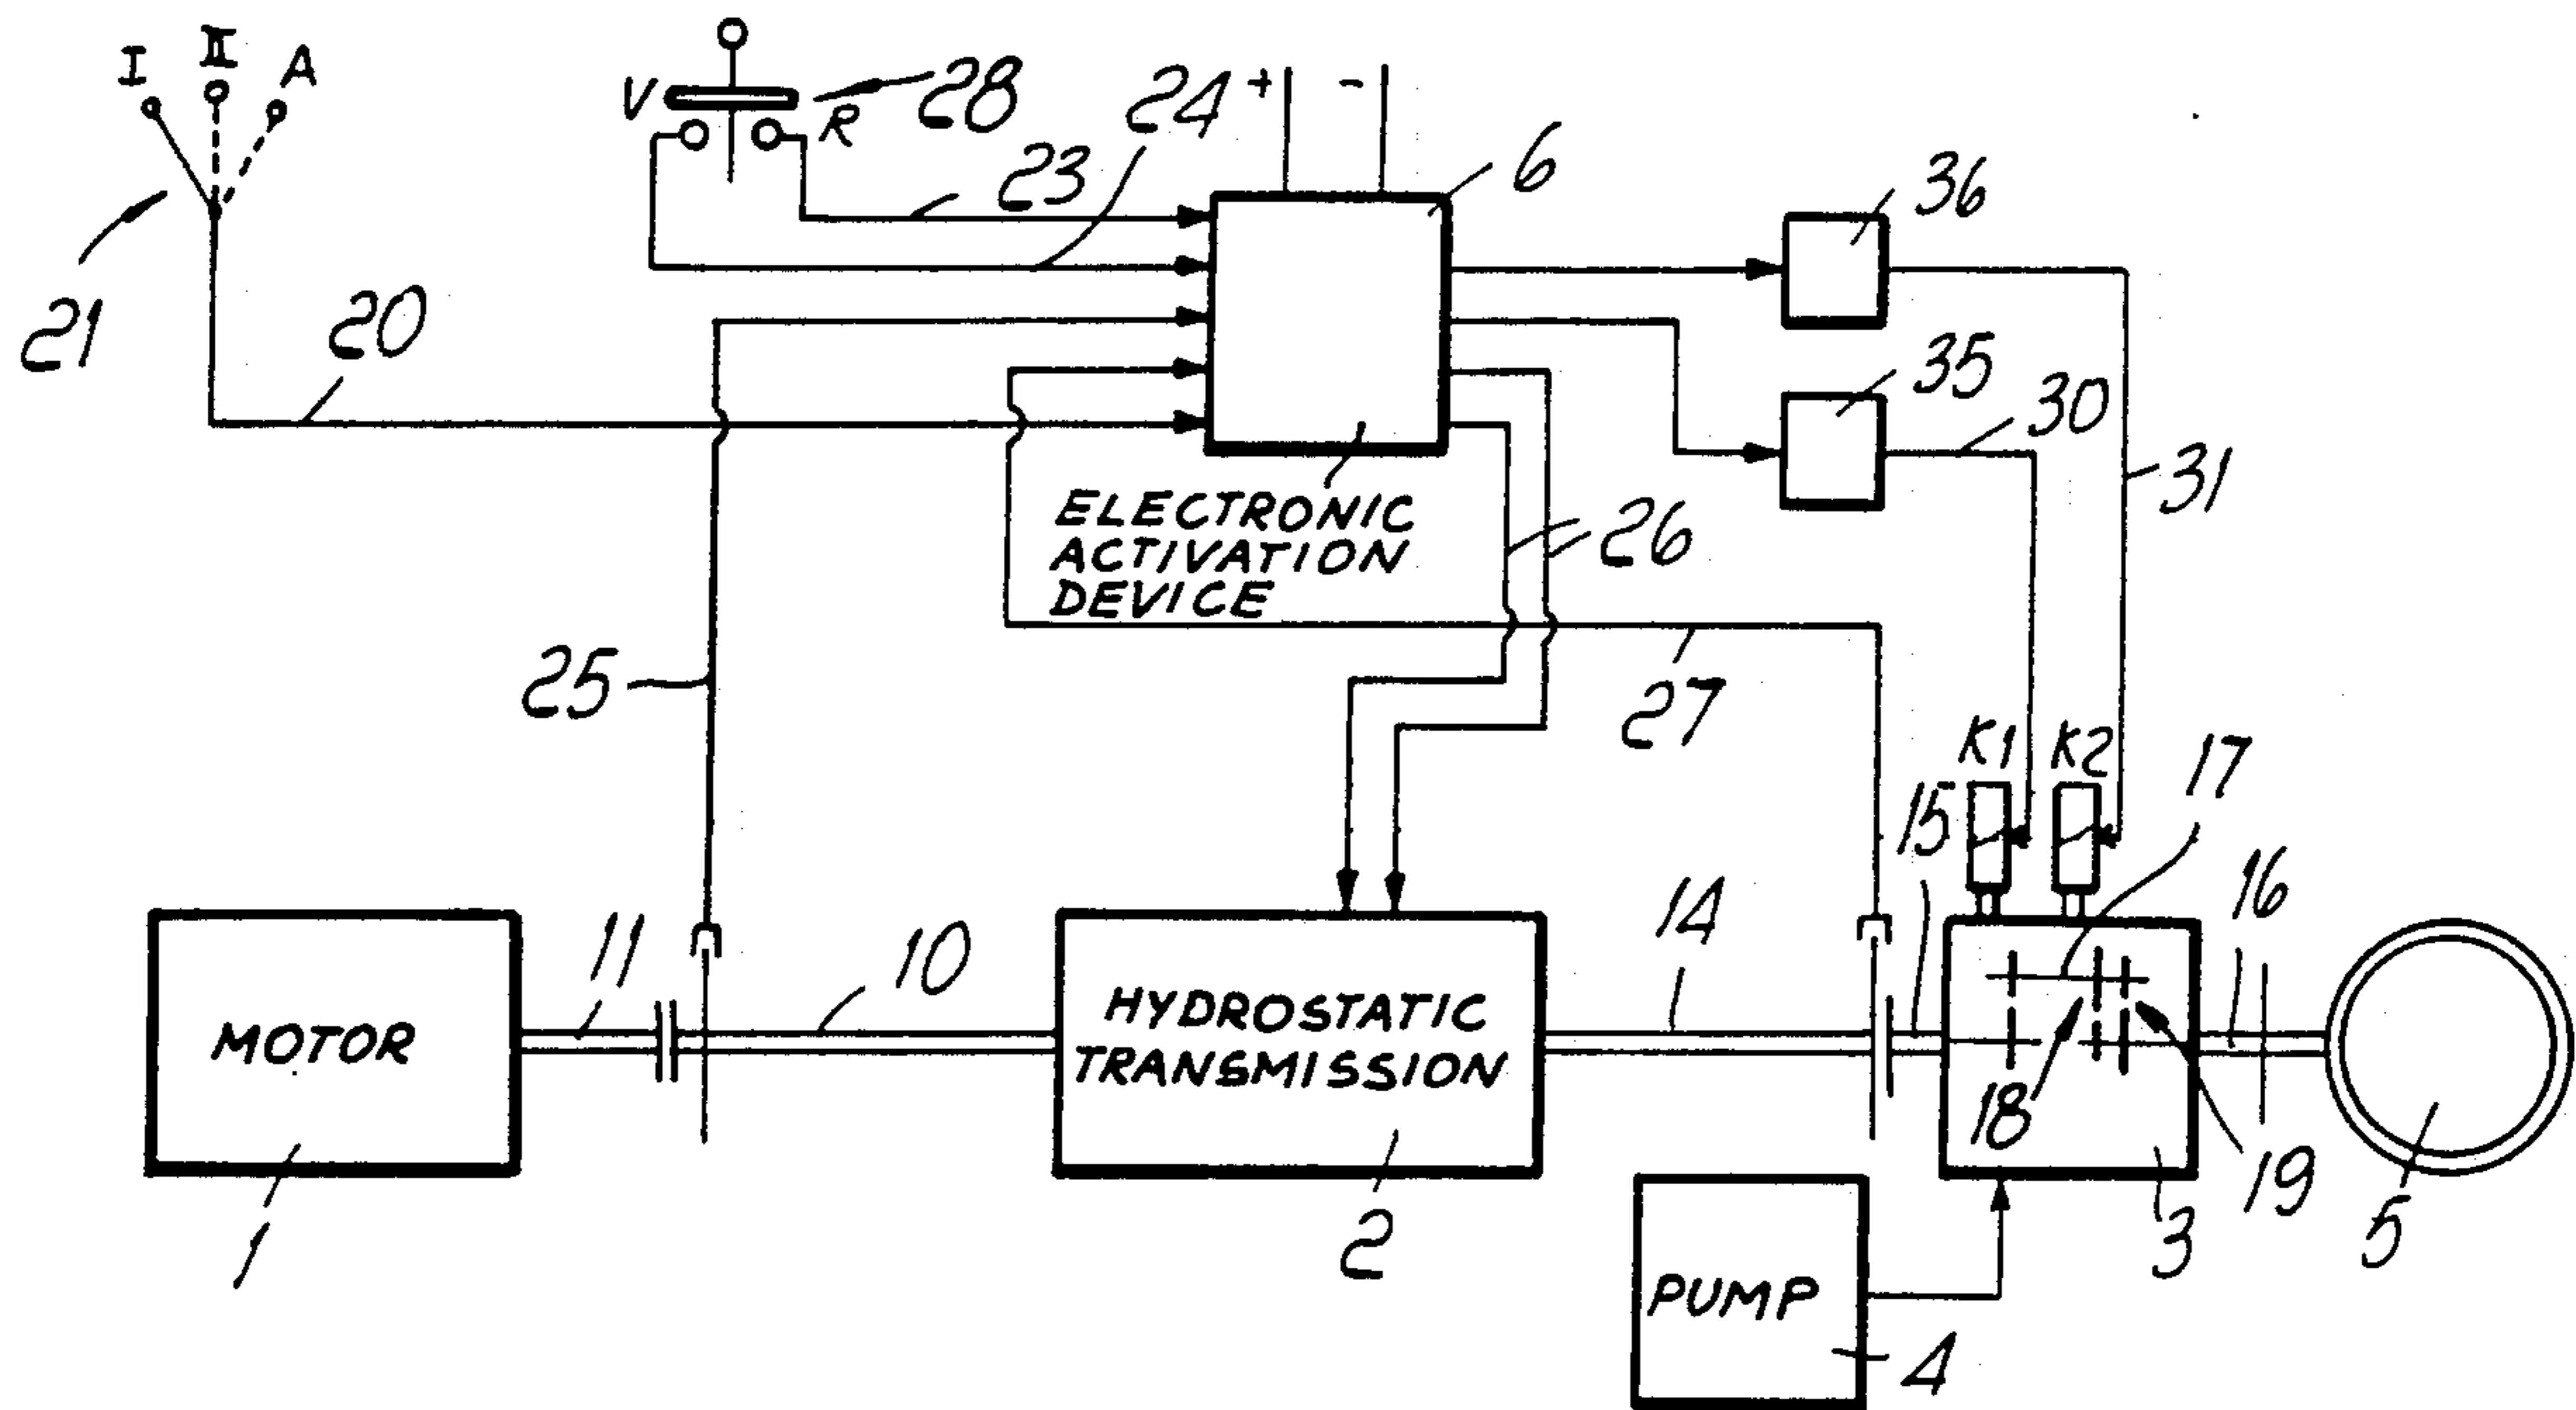 I II A
V R 28
24
+ -
23
6
36
21
20
35
30
31
ELECTRONIC
ACTIVATION
DEVICE
26
25
27
K1 K2 17
15
11 10
14
16
MOTOR
HYDROSTATIC
TRANSMISSION
18
19
1
2
3
5
PUMP
4